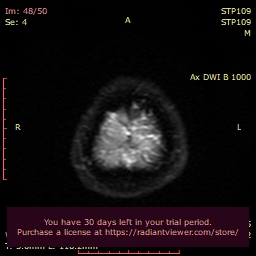 Im: 48/50
Se: 4
A
STP109
STP109
M
Ax DWI B 1000
R
L
You have 30 days left in your trial period.
Purchase a license at https://radiantviewer.com/store/